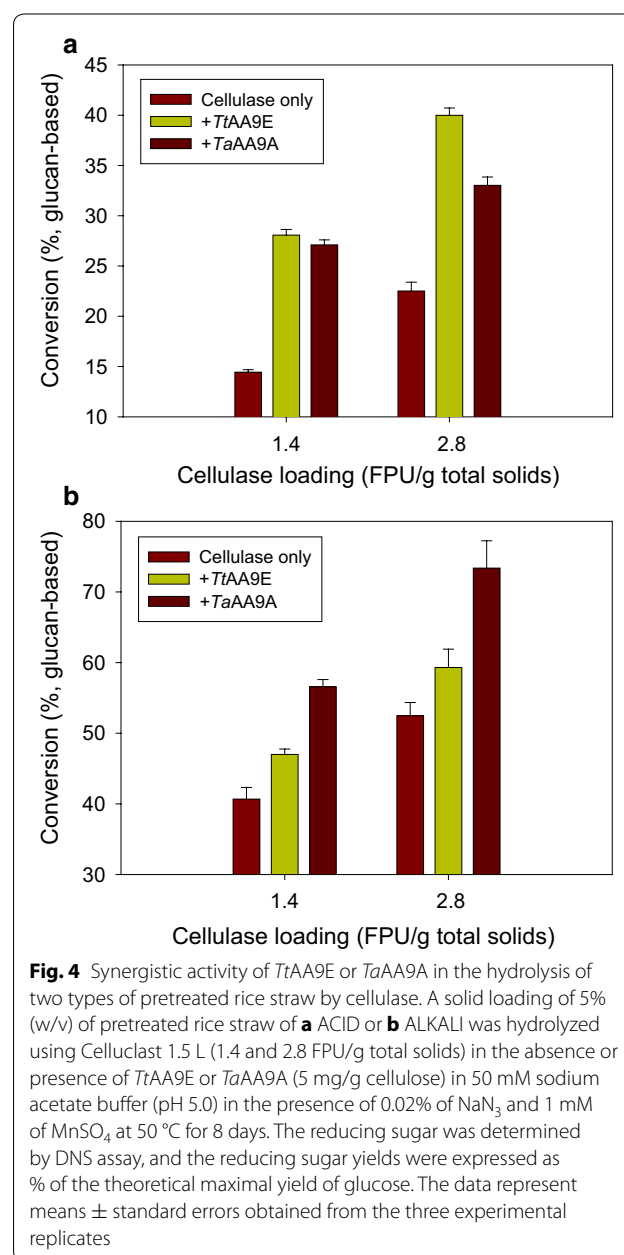 a
45
40
35
30
25
20
15
10
Conversion (%, glucan-based)
Cellulase only
+TtAA9E
+TaAA9A
1.4
2.8
Cellulase loading (FPU/g total solids)
b
80
70
60
50
40
30
Conversion (%, glucan-based)
Cellulase only
+TtAA9E
+TaAA9A
1.4
2.8
Cellulase loading (FPU/g total solids)
Fig. 4 Synergistic activity of TtAA9E or TaAA9A in the hydrolysis of
two types of pretreated rice straw by cellulase. A solid loading of 5%
(w/v) of pretreated rice straw of a ACID or b ALKALI was hydrolyzed
using Celluclast 1.5 L (1.4 and 2.8 FPU/g total solids) in the absence or
presence of TtAA9E or TaAA9A (5 mg/g cellulose) in 50 mM sodium
acetate buffer (pH 5.0) in the presence of 0.02% of NaN₃ and 1 mM
of MnSO₄ at 50 °C for 8 days. The reducing sugar was determined
by DNS assay, and the reducing sugar yields were expressed as
% of the theoretical maximal yield of glucose. The data represent
means ± standard errors obtained from the three experimental
replicates